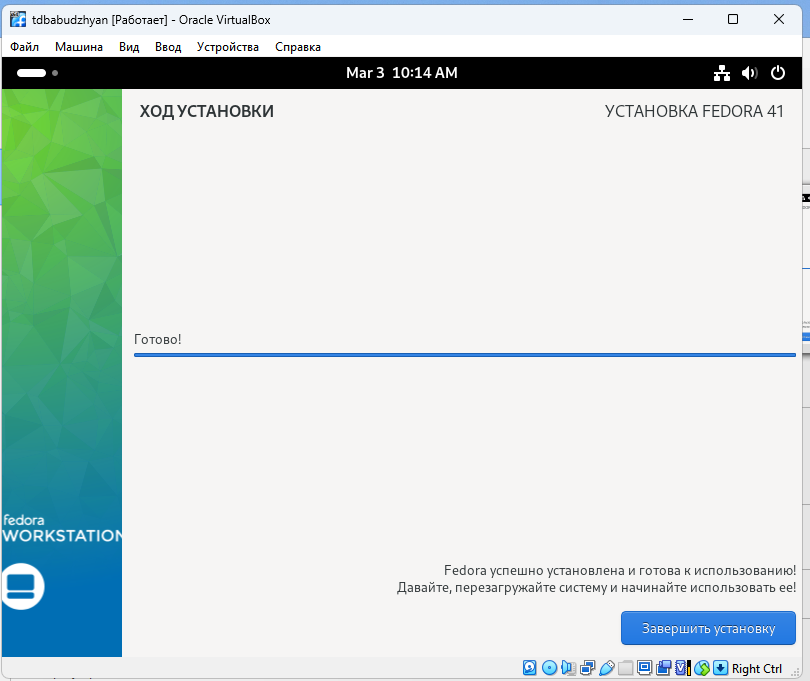 tdbabudzhyan [Работает] - Oracle VirtualBox
Файл Машина Вид Ввод Устройства Справка
Mar 3 10:14 AM
ХОД УСТАНОВКИ
УСТАНОВКА FEDORA 41
Готово!
fedora
WORKSTATION
Fedora успешно установлена и готова к использованию!
Давайте, перезагружайте систему и начинайте использовать ее!
Завершить установку
Right Ctrl